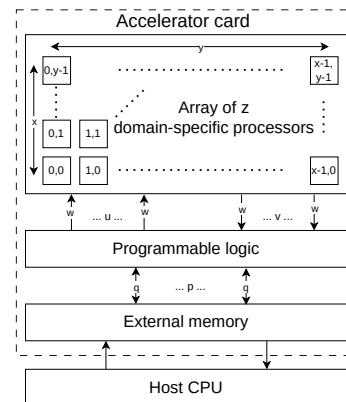 Accelerator card
y
0,y-1
x-1,
y-1
x
Array of z
domain-specific processors
0,1
1,1
0,0
1,0
x-1,0
w
... u ...
w
w
... v ...
w
Programmable logic
q
... p ...
q
External memory
Host CPU